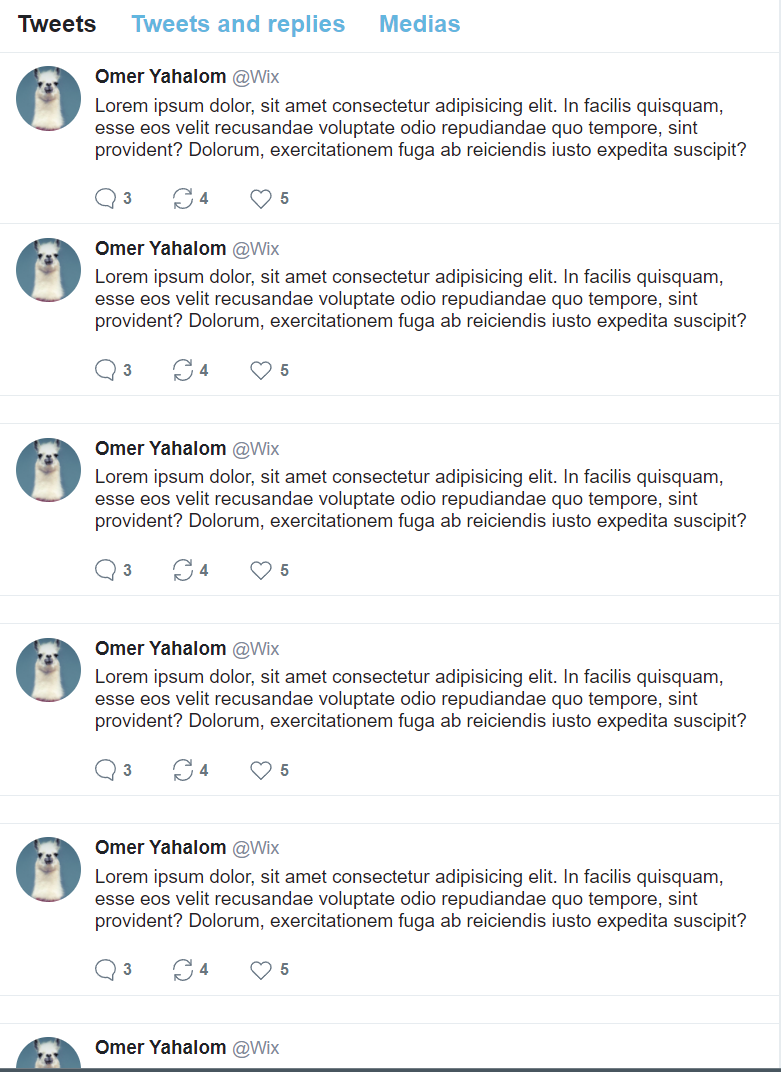 Tweets Tweets and replies Medias
Omer Yahalom @Wix
Lorem ipsum dolor, sit amet consectetur adipisicing elit. In facilis quisquam,
esse eos velit recusandae voluptate odio repudiandae quo tempore, sint
provident? Dolorum, exercitationem fuga ab reiciendis iusto expedita suscipit?
3 4 5
Omer Yahalom @Wix
Lorem ipsum dolor, sit amet consectetur adipisicing elit. In facilis quisquam,
esse eos velit recusandae voluptate odio repudiandae quo tempore, sint
provident? Dolorum, exercitationem fuga ab reiciendis iusto expedita suscipit?
3 4 5
Omer Yahalom @Wix
Lorem ipsum dolor, sit amet consectetur adipisicing elit. In facilis quisquam,
esse eos velit recusandae voluptate odio repudiandae quo tempore, sint
provident? Dolorum, exercitationem fuga ab reiciendis iusto expedita suscipit?
3 4 5
Omer Yahalom @Wix
Lorem ipsum dolor, sit amet consectetur adipisicing elit. In facilis quisquam,
esse eos velit recusandae voluptate odio repudiandae quo tempore, sint
provident? Dolorum, exercitationem fuga ab reiciendis iusto expedita suscipit?
3 4 5
Omer Yahalom @Wix
Lorem ipsum dolor, sit amet consectetur adipisicing elit. In facilis quisquam,
esse eos velit recusandae voluptate odio repudiandae quo tempore, sint
provident? Dolorum, exercitationem fuga ab reiciendis iusto expedita suscipit?
3 4 5
Omer Yahalom @Wix